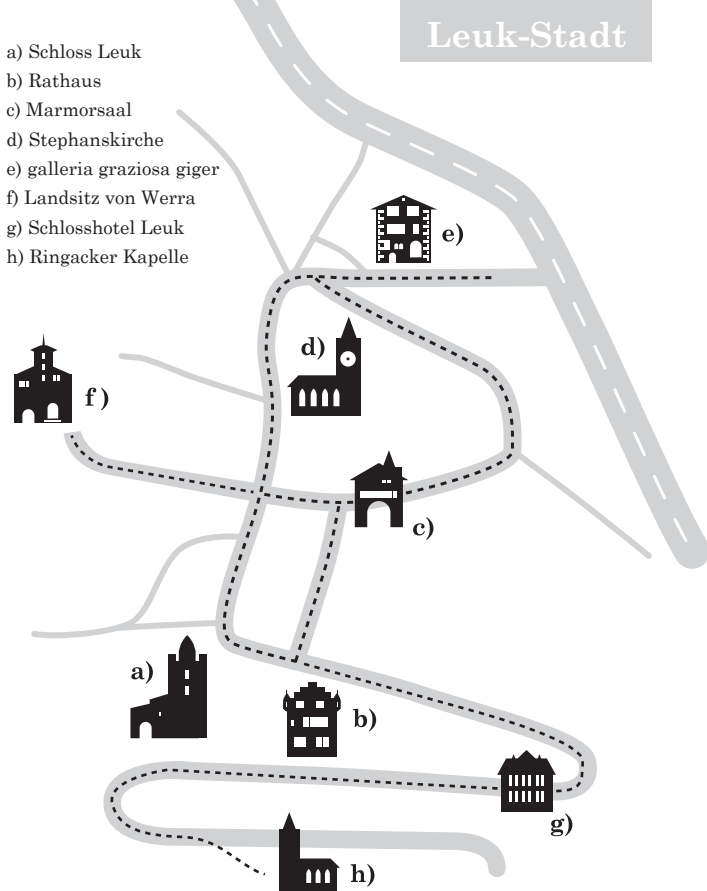 Leuk-Stadt
a) Schloss Leuk
b) Rathaus
c) Marmorsaal
d) Stephanskirche
e) galleria graziosa giger
f) Landsitz von Werra
g) Schlosshotel Leuk
h) Ringacker Kapelle
e)
d)
f)
c)
a)
b)
g)
h)